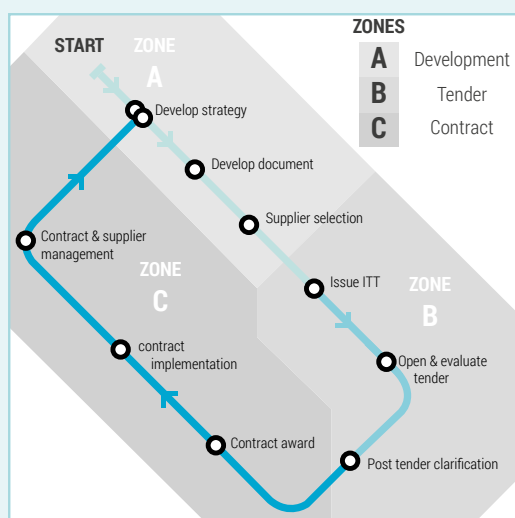 START
ZONE
A
ZONES
A Development
B Tender
C Contract
Develop strategy
Develop document
Supplier selection
Issue ITT
ZONE
B
Open & evaluate
tender
Post tender clarification
Contract award
contract
implementation
ZONE
C
Contract & supplier
management